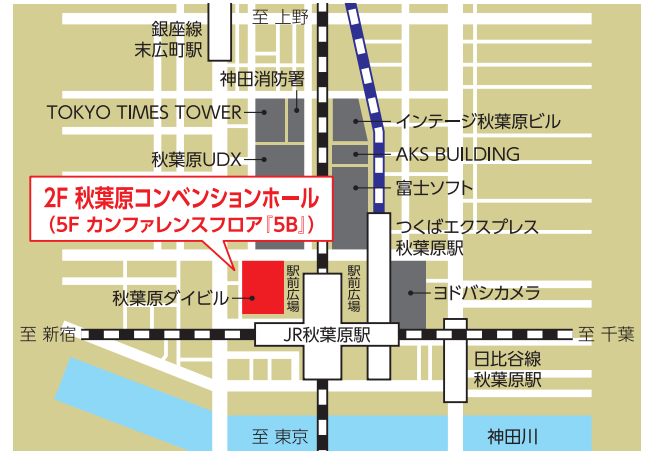 至 上野
銀座線
末広町駅
神田消防署
TOKYO TIMES TOWER
インテージ秋葉原ビル
秋葉原UDX
AKS BUILDING
富士ソフト
2F 秋葉原コンベンションホール
(5F カンファレンスフロア『5B』)
つくばエクスプレス
秋葉原駅
駅前広場
駅前広場
秋葉原ダイビル
ヨドバシカメラ
至 新宿
JR秋葉原駅
至 千葉
日比谷線
秋葉原駅
至 東京
神田川